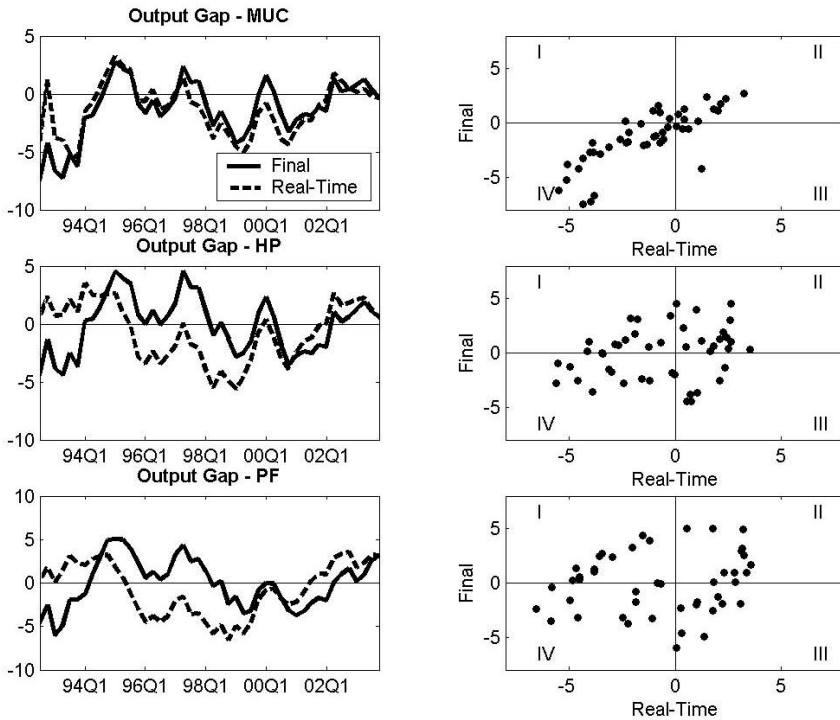 Output Gap - MUC
5
0
-5
-10
94Q1 96Q1 98Q1 00Q1 02Q1
Final
Real-Time
I II
5
0
-5
IV III
-5 0 5
Final
Real-Time
Output Gap - HP
5
0
-5
-10
94Q1 96Q1 98Q1 00Q1 02Q1
I II
5
0
-5
IV III
-5 0 5
Final
Real-Time
Output Gap - PF
10
5
0
-5
-10
94Q1 96Q1 98Q1 00Q1 02Q1
I II
5
0
-5
IV III
-5 0 5
Final
Real-Time